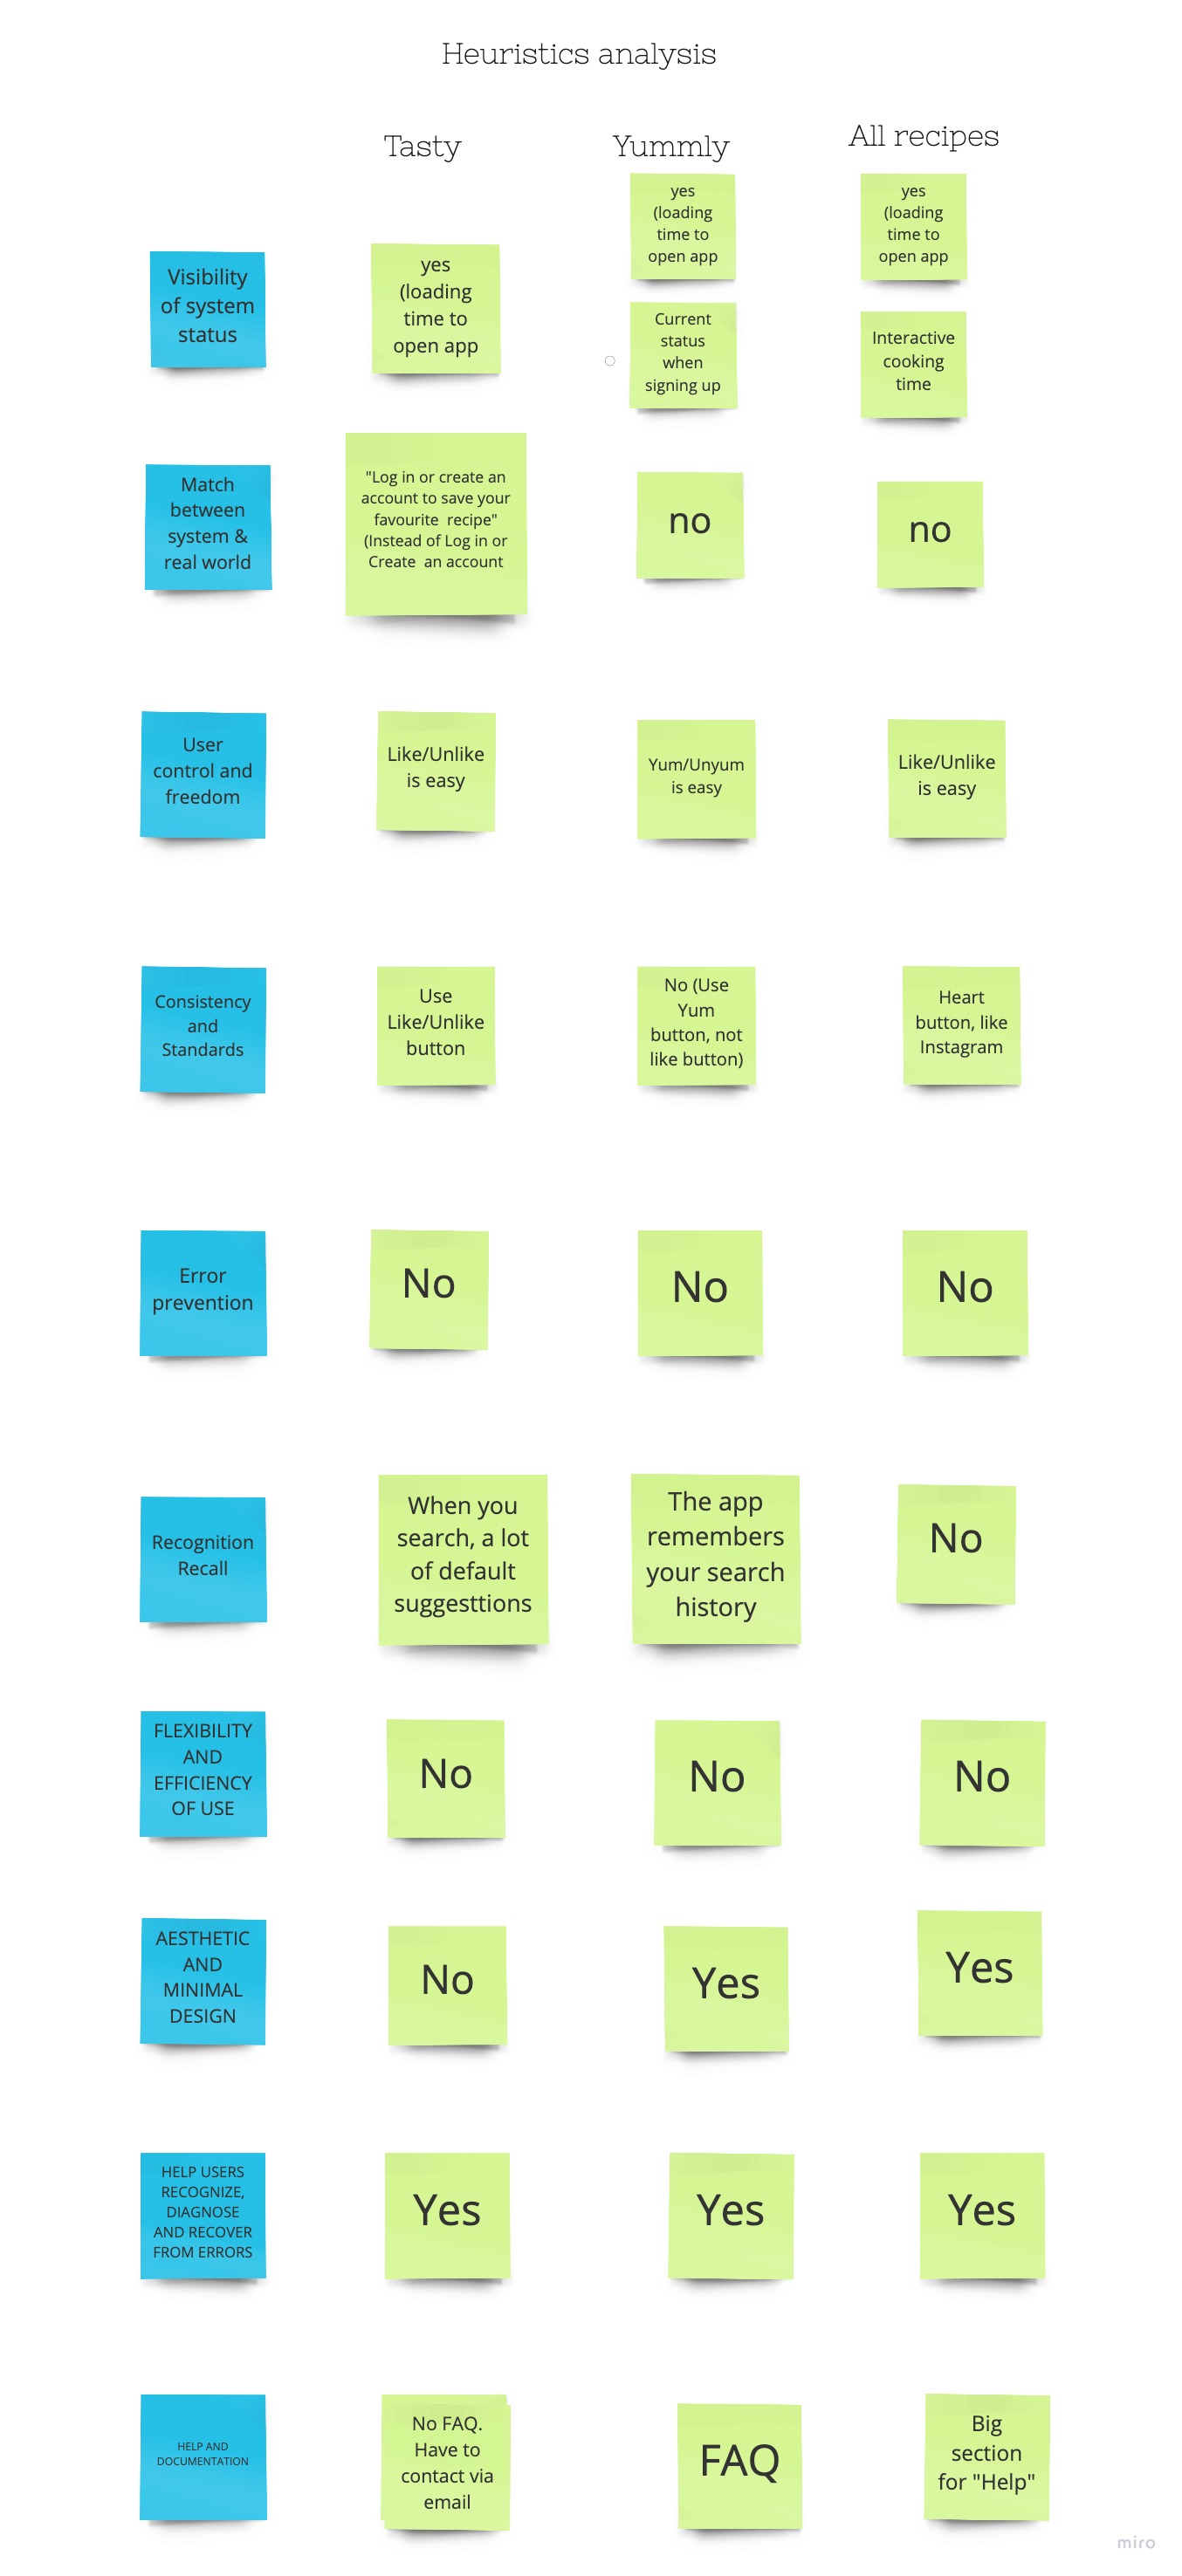 Heuristics analysis
Tasty
Yummly
All recipes
Visibility
of system
status
yes
(loading
time to
open app
yes
(loading
time to
open app
Current
status
when
signing up
yes
(loading
time to
open app
Interactive
cooking
time
Match
between
system &
real world
"Log in or create an
account to save your
favourite recipe"
(Instead of Log in or
Create an account
no
no
User
control and
freedom
Like/Unlike
is easy
Yum/Unyum
is easy
Like/Unlike
is easy
Consistency
and
Standards
Use
Like/Unlike
button
No (Use
Yum
button, not
like button)
Heart
button, like
Instagram
Error
prevention
No
No
No
Recognition
Recall
When you
search, a lot
of default
suggesttions
The app
remembers
your search
history
No
FLEXIBILITY
AND
EFFICIENCY
OF USE
No
No
No
AESTHETIC
AND
MINIMAL
DESIGN
No
Yes
Yes
HELP USERS
RECOGNIZE,
DIAGNOSE
AND RECOVER
FROM ERRORS
Yes
Yes
Yes
HELP AND
DOCUMENTATION
No FAQ.
Have to
contact via
email
FAQ
Big
section
for "Help"
miro